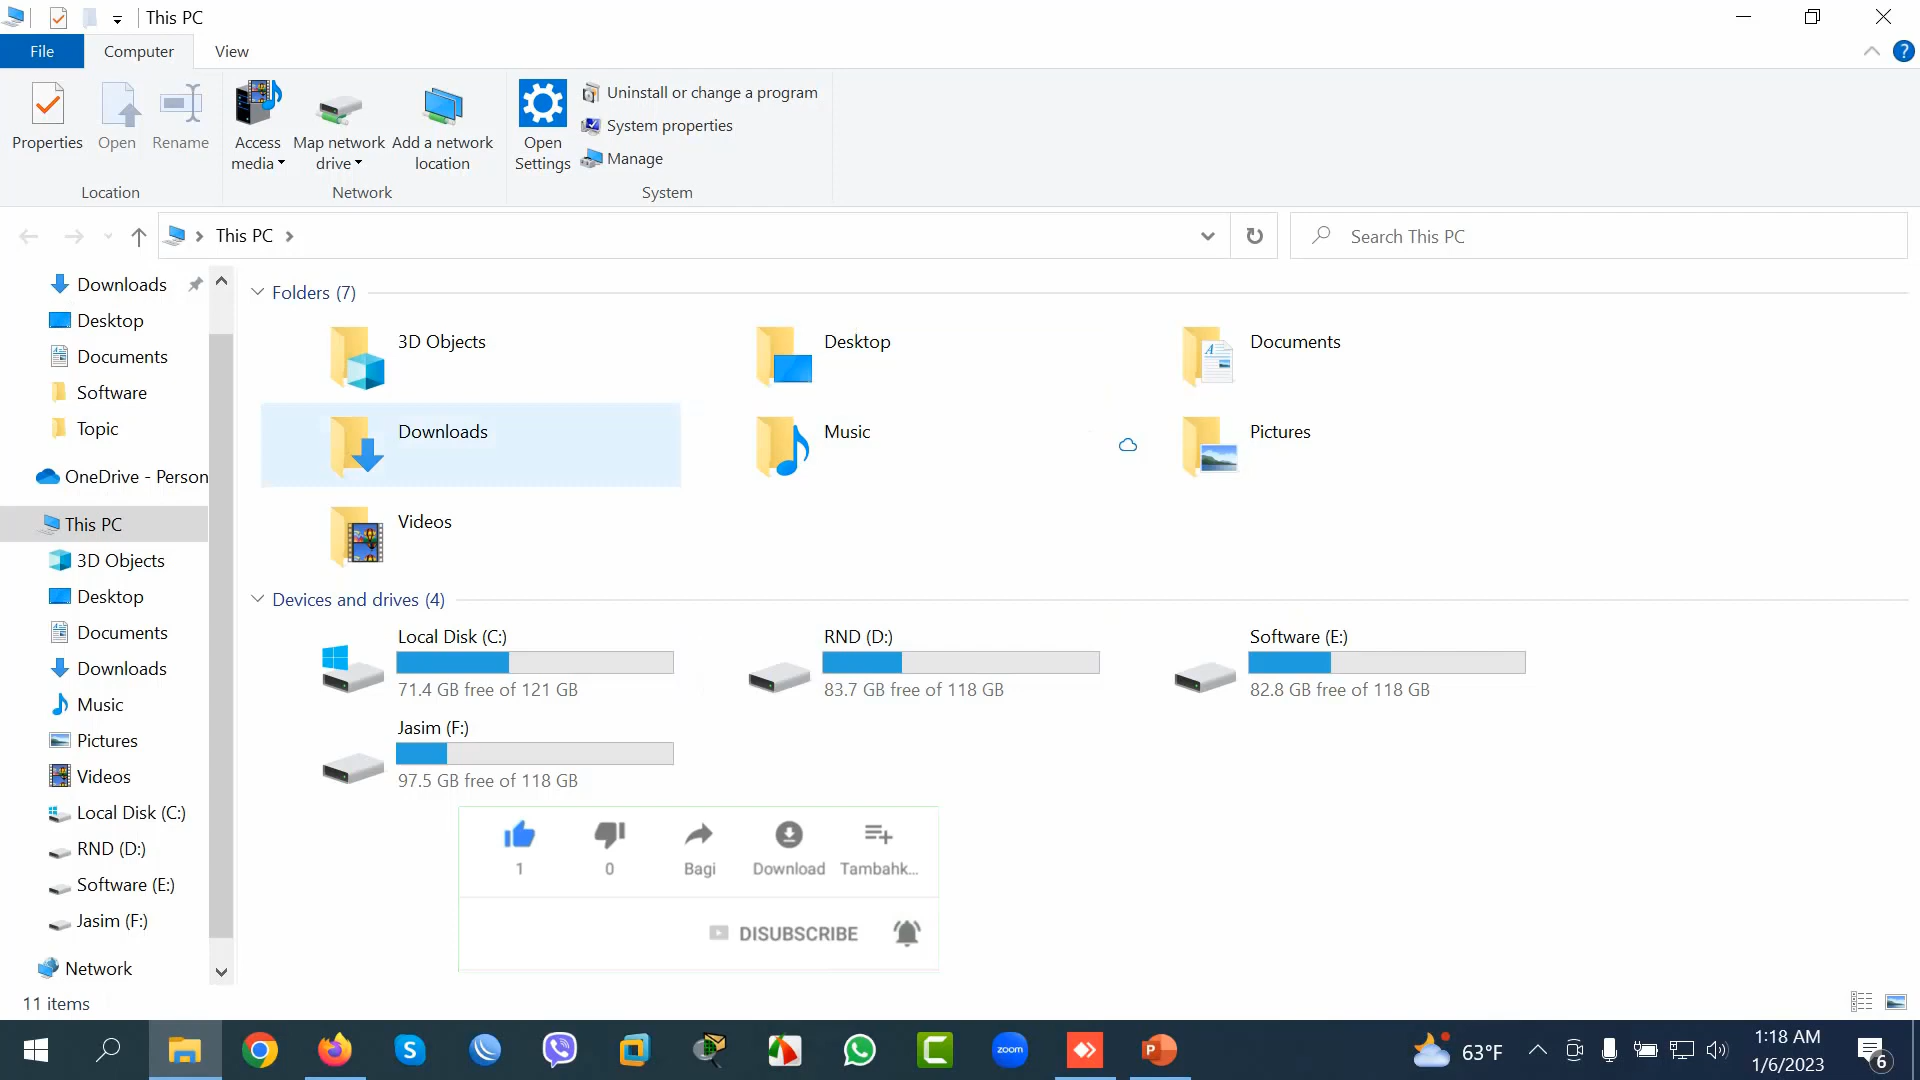 This PC
File
Computer
View
Properties
Open
Rename
Access media
Map network drive
Add a network location
Open Settings
Uninstall or change a program
System properties
Manage
Location
Network
System
This PC
Search This PC
Downloads
Desktop
Documents
Software
Topic
OneDrive - Person
This PC
3D Objects
Desktop
Documents
Downloads
Music
Pictures
Videos
Local Disk (C:)
RND (D:)
Software (E:)
Jasim (F:)
Network
Folders (7)
3D Objects
Desktop
Documents
Downloads
Music
Pictures
Videos
Devices and drives (4)
Local Disk (C:)
71.4 GB free of 121 GB
RND (D:)
83.7 GB free of 118 GB
Software (E:)
82.8 GB free of 118 GB
Jasim (F:)
97.5 GB free of 118 GB
1
0
Bagi
Download
Tambahk...
DISUBSCRIBE
11 items
zoom
63°F
1:18 AM
1/6/2023
6